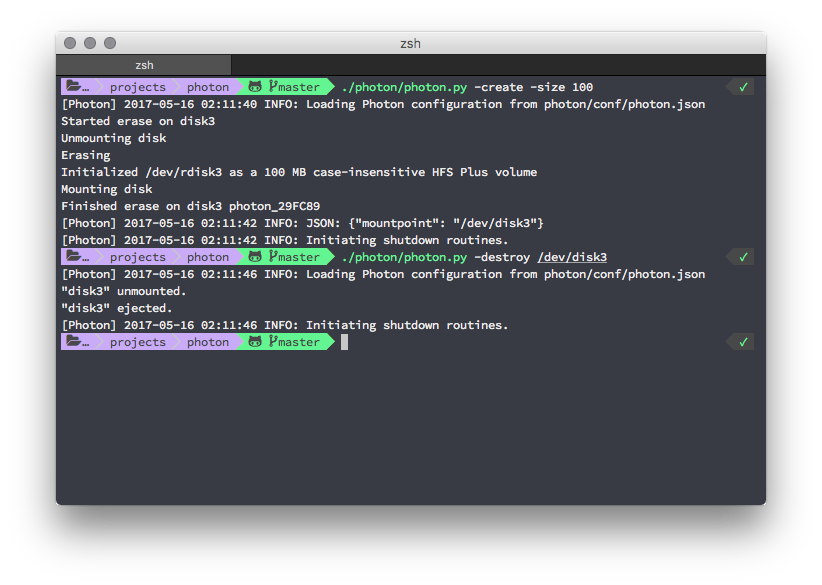 zsh
zsh
… projects photon master ./photon/photon.py -create -size 100 ✓
[Photon] 2017-05-16 02:11:40 INFO: Loading Photon configuration from photon/conf/photon.json
Started erase on disk3
Unmounting disk
Erasing
Initialized /dev/rdisk3 as a 100 MB case-insensitive HFS Plus volume
Mounting disk
Finished erase on disk3 photon_29FC89
[Photon] 2017-05-16 02:11:42 INFO: JSON: {"mountpoint": "/dev/disk3"}
[Photon] 2017-05-16 02:11:42 INFO: Initiating shutdown routines.
… projects photon master ./photon/photon.py -destroy /dev/disk3 ✓
[Photon] 2017-05-16 02:11:46 INFO: Loading Photon configuration from photon/conf/photon.json
"disk3" unmounted.
"disk3" ejected.
[Photon] 2017-05-16 02:11:46 INFO: Initiating shutdown routines.
… projects photon master ✓